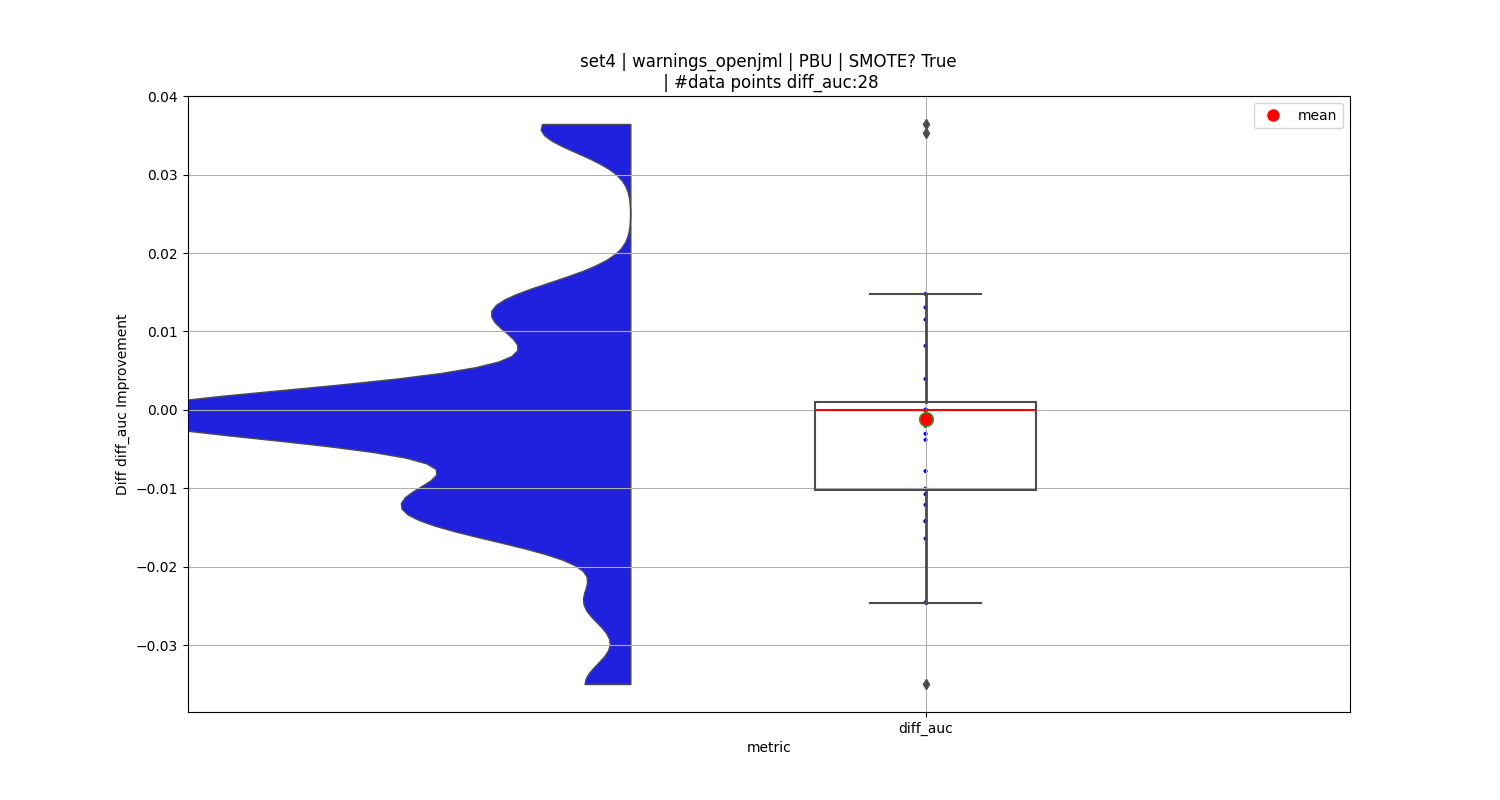 set4 | warnings_openjml | PBU | SMOTE? True
| #data points diff_auc:28
mean
Diff diff_auc Improvement
0.04
0.03
0.02
0.01
0.00
−0.01
−0.02
−0.03
diff_auc
metric